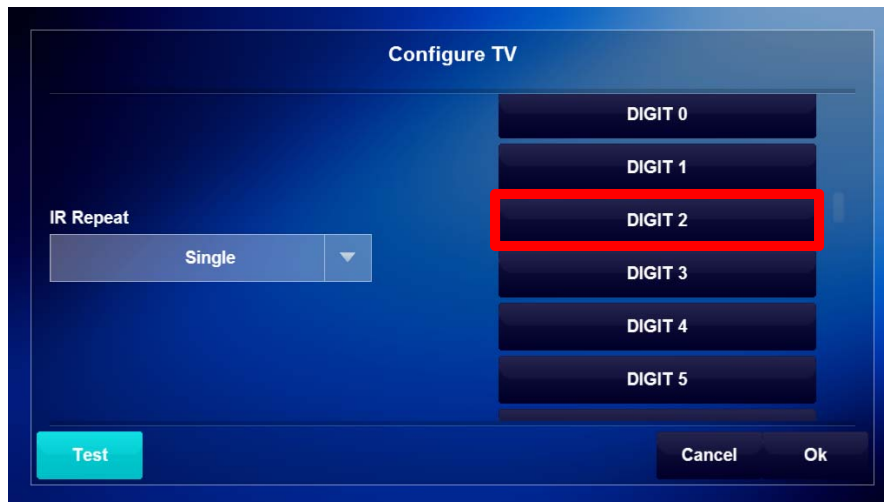 Configure TV
DIGIT 0
DIGIT 1
IR Repeat
DIGIT 2
Single
DIGIT 3
DIGIT 4
DIGIT 5
Test
Cancel
Ok